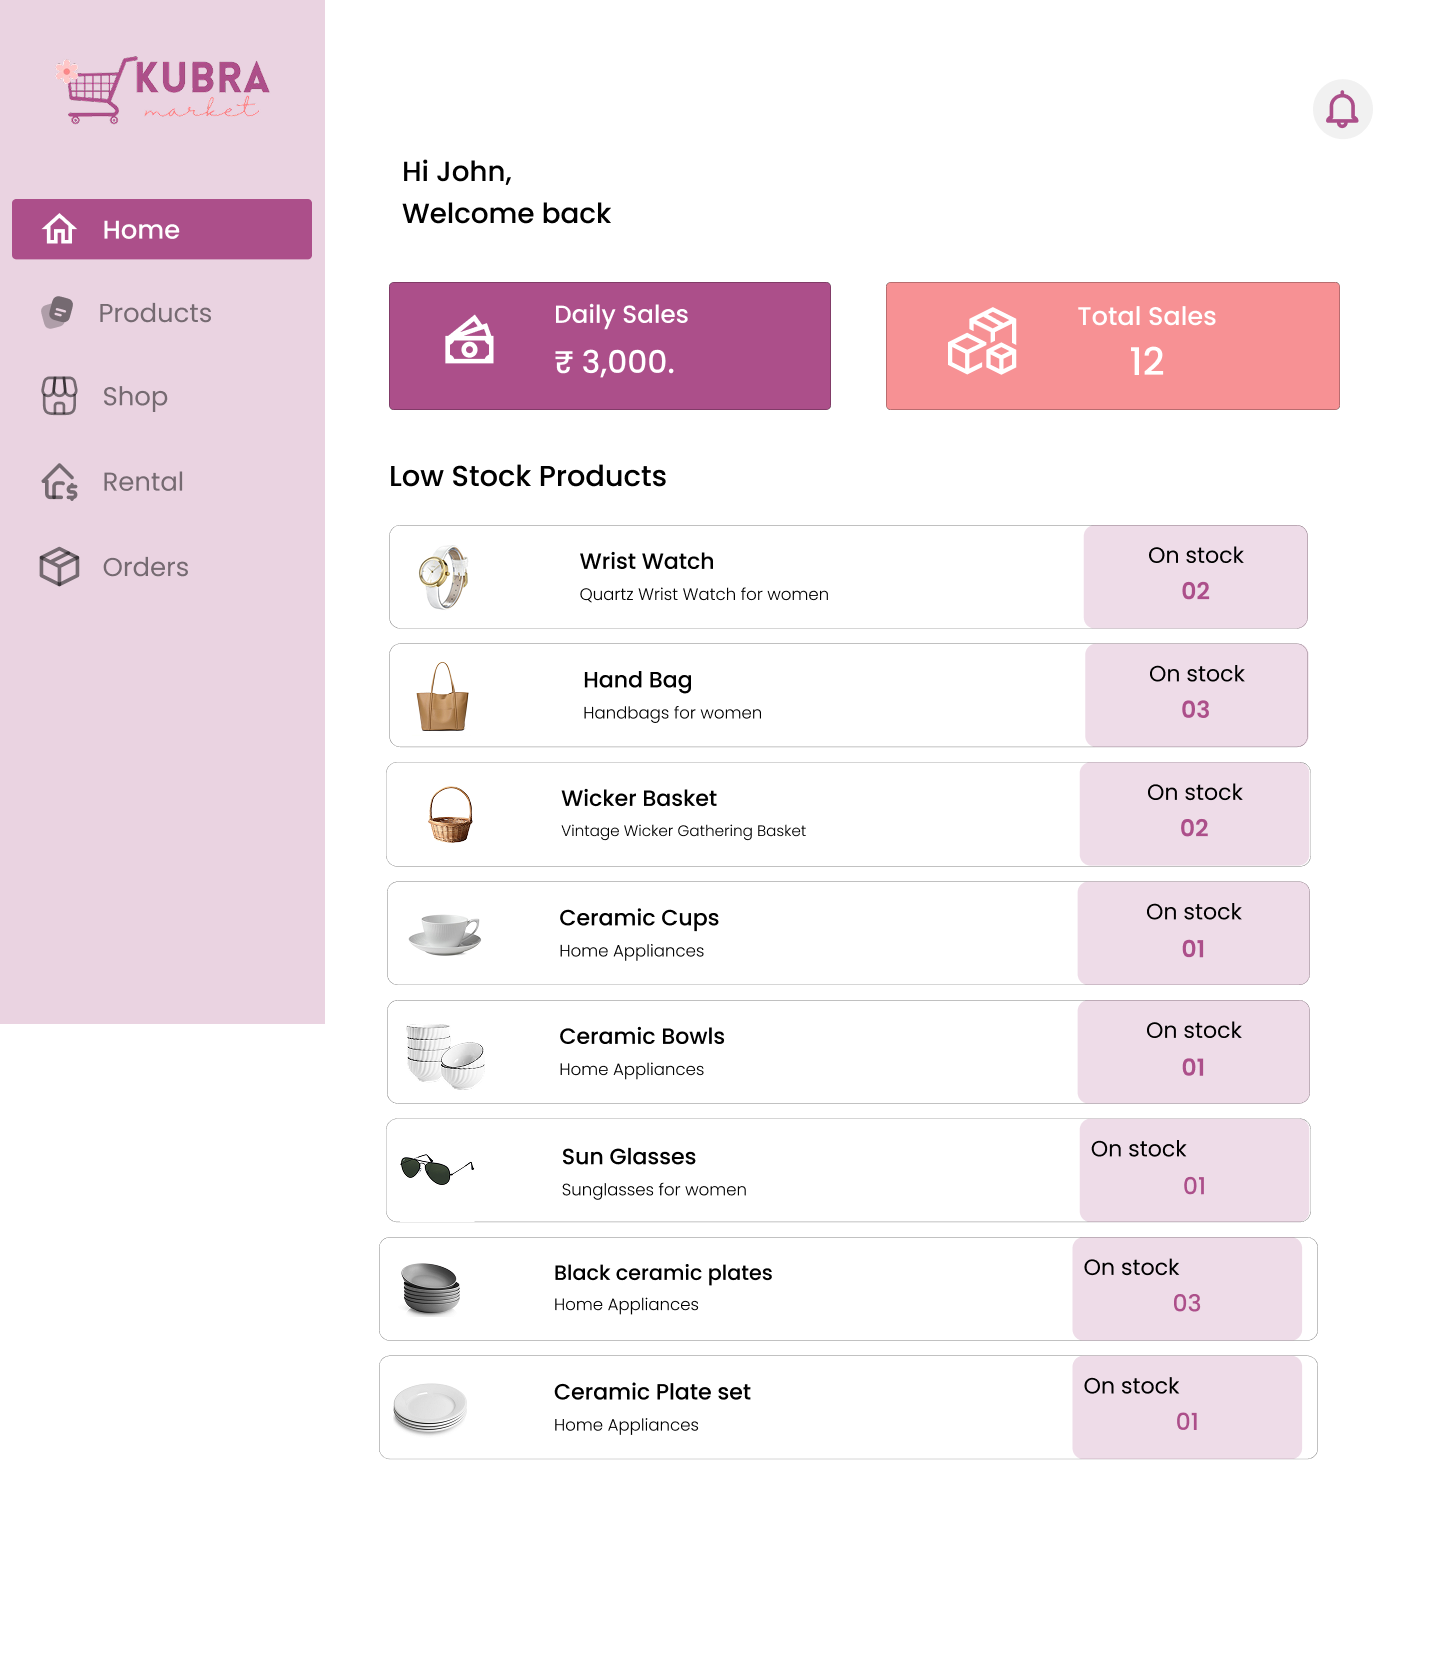 KUBRA
market
Home
Products
Shop
Rental
Orders
Hi John,
Welcome back
Daily Sales
₹ 3,000.
Total Sales
12
Low Stock Products
Wrist Watch
Quartz Wrist Watch for women
On stock
02
Hand Bag
Handbags for women
On stock
03
Wicker Basket
Vintage Wicker Gathering Basket
On stock
02
Ceramic Cups
Home Appliances
On stock
01
Ceramic Bowls
Home Appliances
On stock
01
Sun Glasses
Sunglasses for women
On stock
01
Black ceramic plates
Home Appliances
On stock
03
Ceramic Plate set
Home Appliances
On stock
01